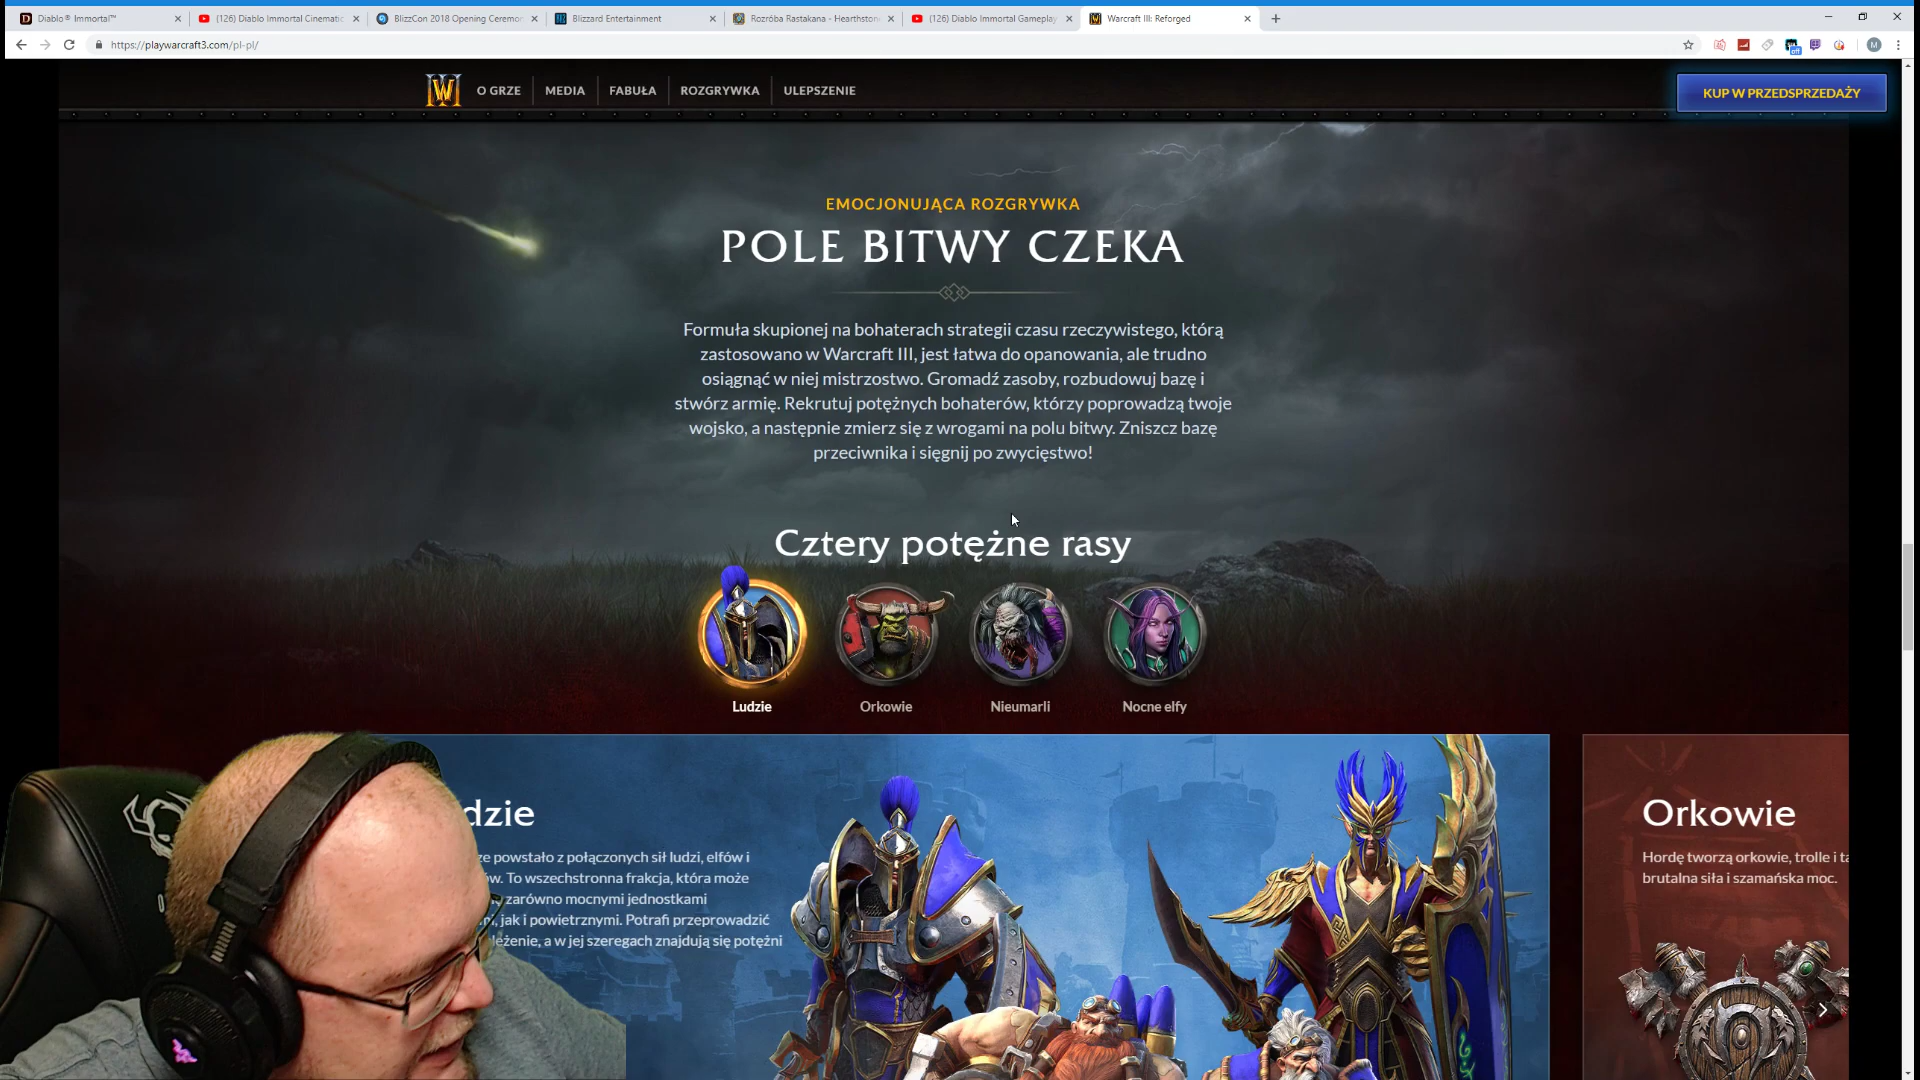 Diablo® Immortal™
(126) Diablo Immortal Cinematic
BlizzCon 2018 Opening Ceremon
Blizzard Entertainment
Rozróba Rastakana - Hearthston
(126) Diablo Immortal Gameplay
Warcraft III: Reforged
https://playwarcraft3.com/pl-pl/
off
M
O GRZE
MEDIA
FABUŁA
ROZGRYWKA
ULEPSZENIE
KUP W PRZEDSPRZEDAŻY
EMOCJONUJĄCA ROZGRYWKA
POLE BITWY CZEKA
Formuła skupionej na bohaterach strategii czasu rzeczywistego, którą
zastosowano w Warcraft III, jest łatwa do opanowania, ale trudno
osiągnąć w niej mistrzostwo. Gromadź zasoby, rozbudowuj bazę i
stwórz armię. Rekrutuj potężnych bohaterów, którzy poprowadzą twoje
wojsko, a następnie zmierz się z wrogami na polu bitwy. Zniszcz bazę
przeciwnika i sięgnij po zwycięstwo!
Cztery potężne rasy
Ludzie
Orkowie
Nieumarli
Nocne elfy
dzie
ze powstało z połączonych sił ludzi, elfów i
w. To wszechstronna frakcja, która może
zarówno mocnymi jednostkami
i, jak i powietrznymi. Potrafi przeprowadzić
lężenie, a w jej szeregach znajdują się potężni
Orkowie
Hordę tworzą orkowie, trolle i ta
brutalna siła i szamańska moc.